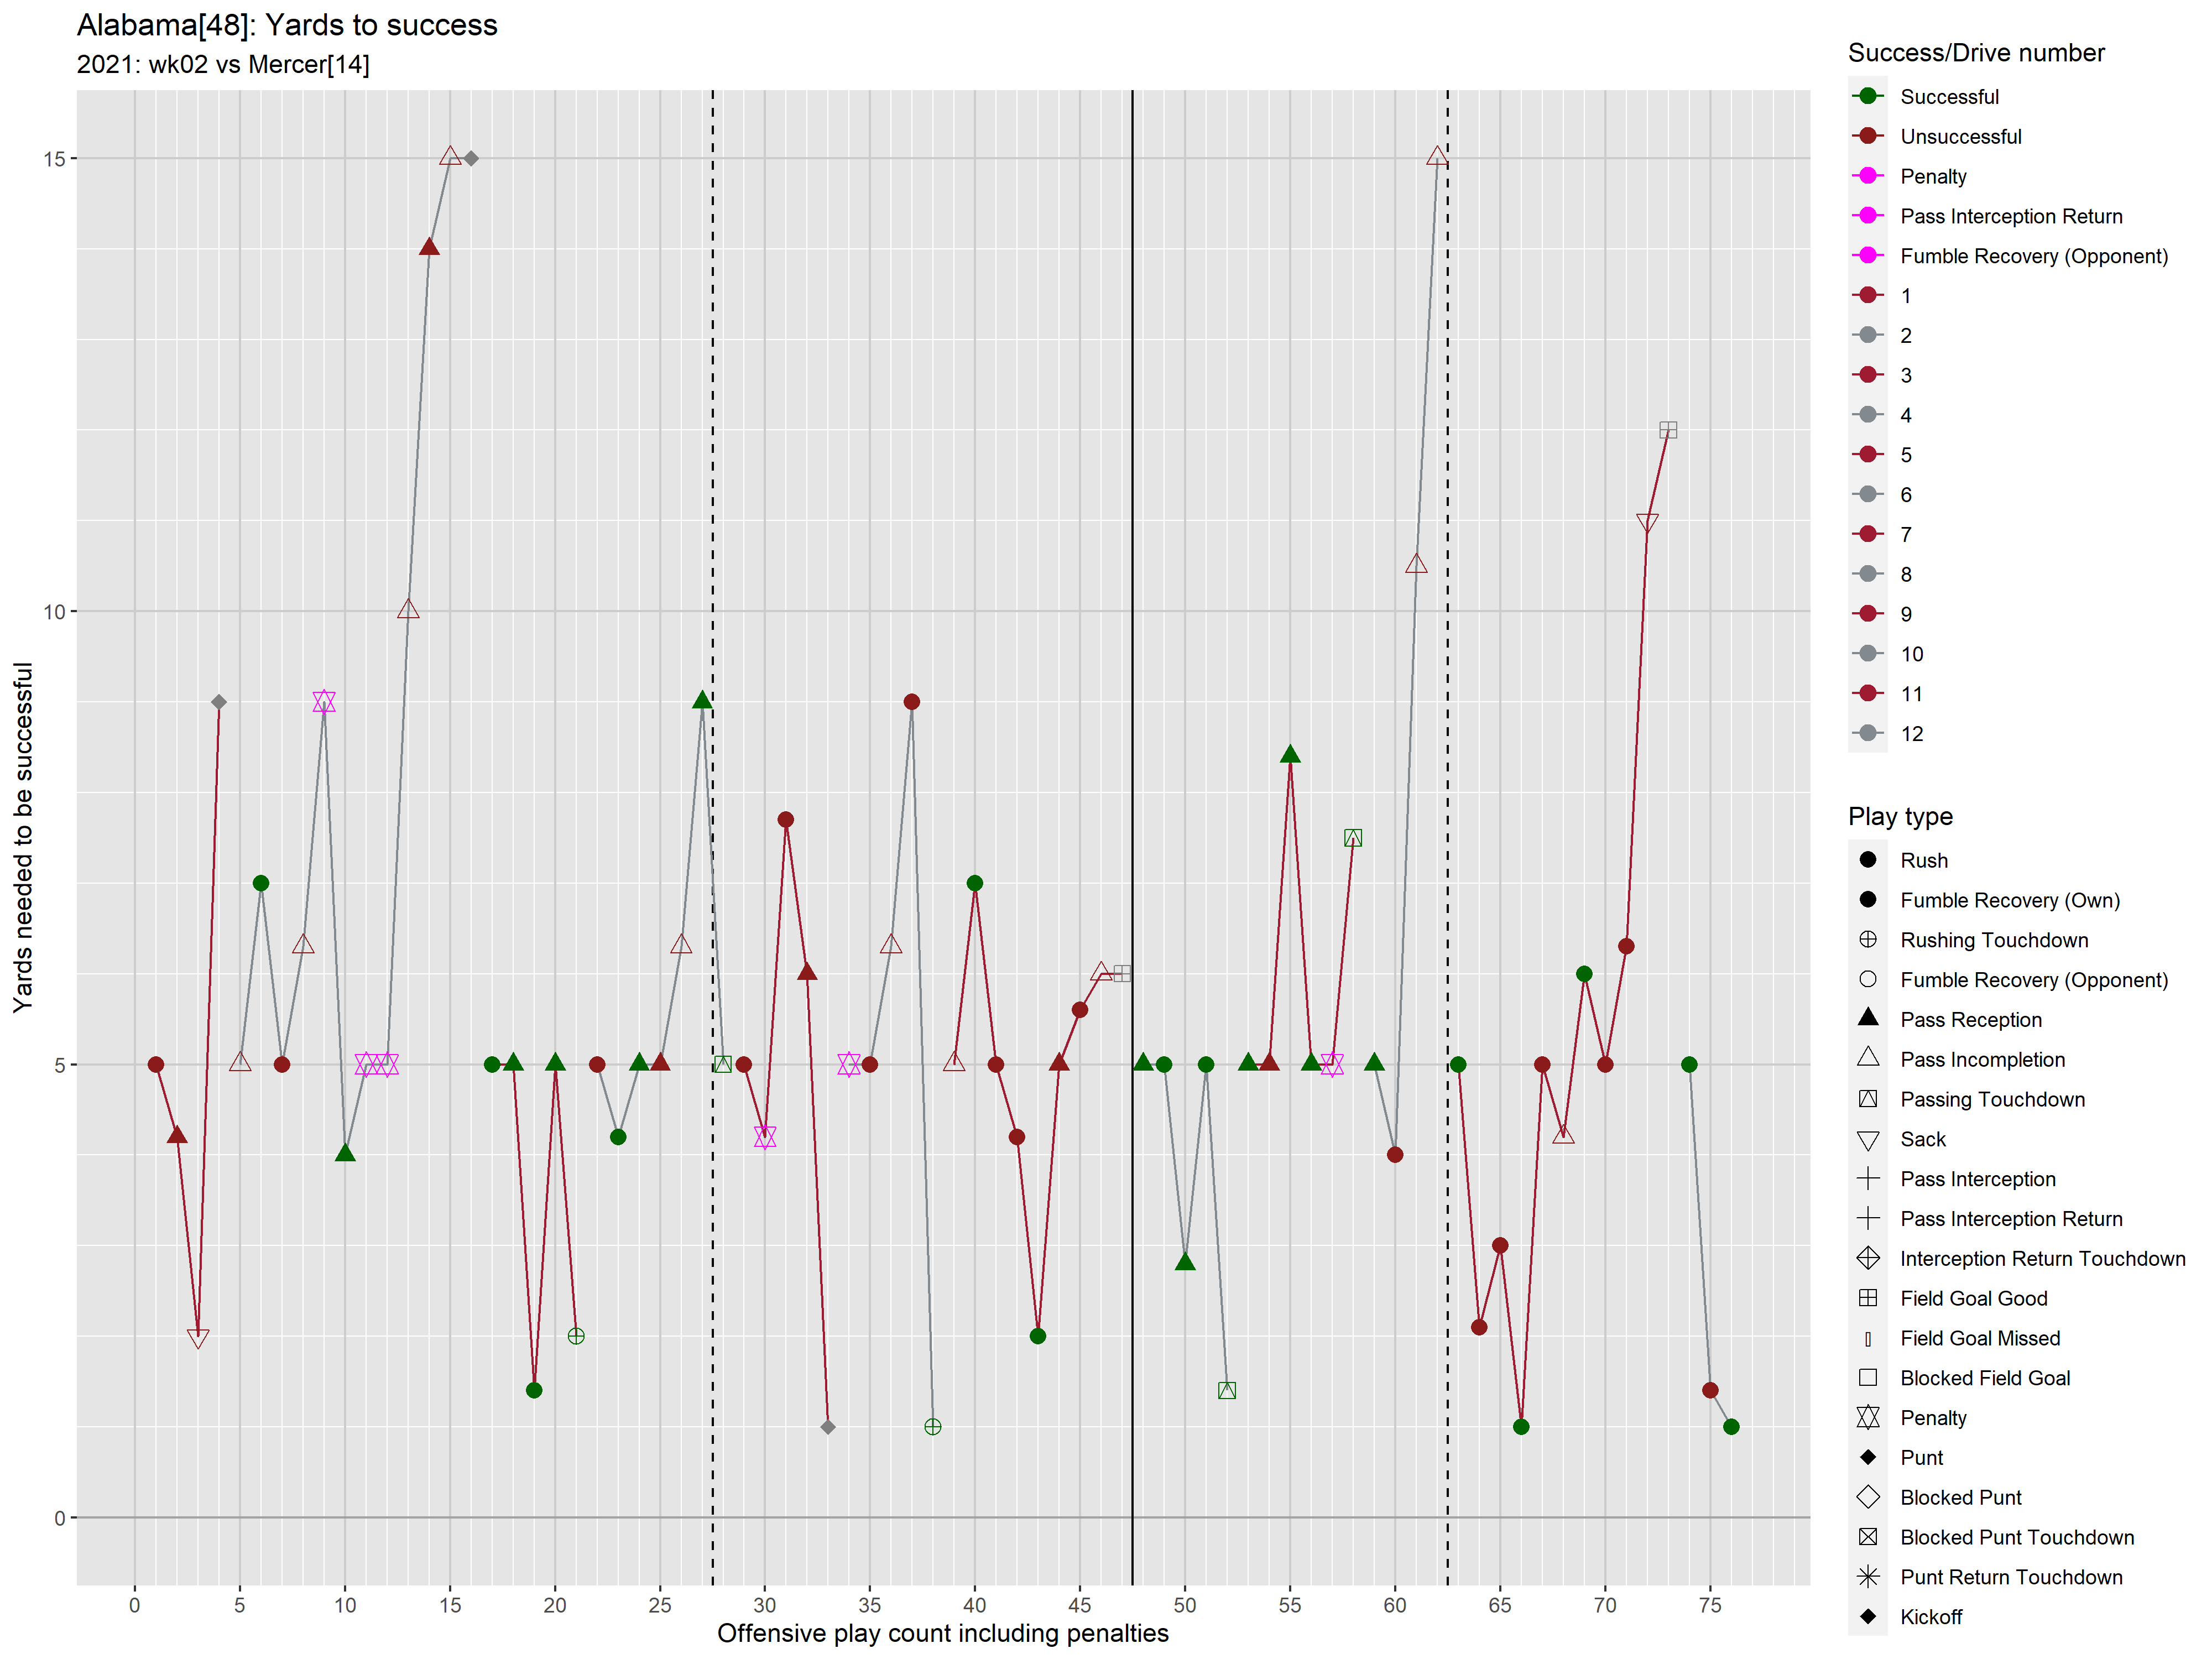 Alabama[48]: Yards to success
2021: wk02 vs Mercer[14]
Yards needed to be successful
15
10
5
0
0 5 10 15 20 25 30 35 40 45 50 55 60 65 70 75
Offensive play count including penalties
Success/Drive number
Successful
Unsuccessful
Penalty
Pass Interception Return
Fumble Recovery (Opponent)
1
2
3
4
5
6
7
8
9
10
11
12
Play type
Rush
Fumble Recovery (Own)
Rushing Touchdown
Fumble Recovery (Opponent)
Pass Reception
Pass Incompletion
Passing Touchdown
Sack
Pass Interception
Pass Interception Return
Interception Return Touchdown
Field Goal Good
Field Goal Missed
Blocked Field Goal
Penalty
Punt
Blocked Punt
Blocked Punt Touchdown
Punt Return Touchdown
Kickoff